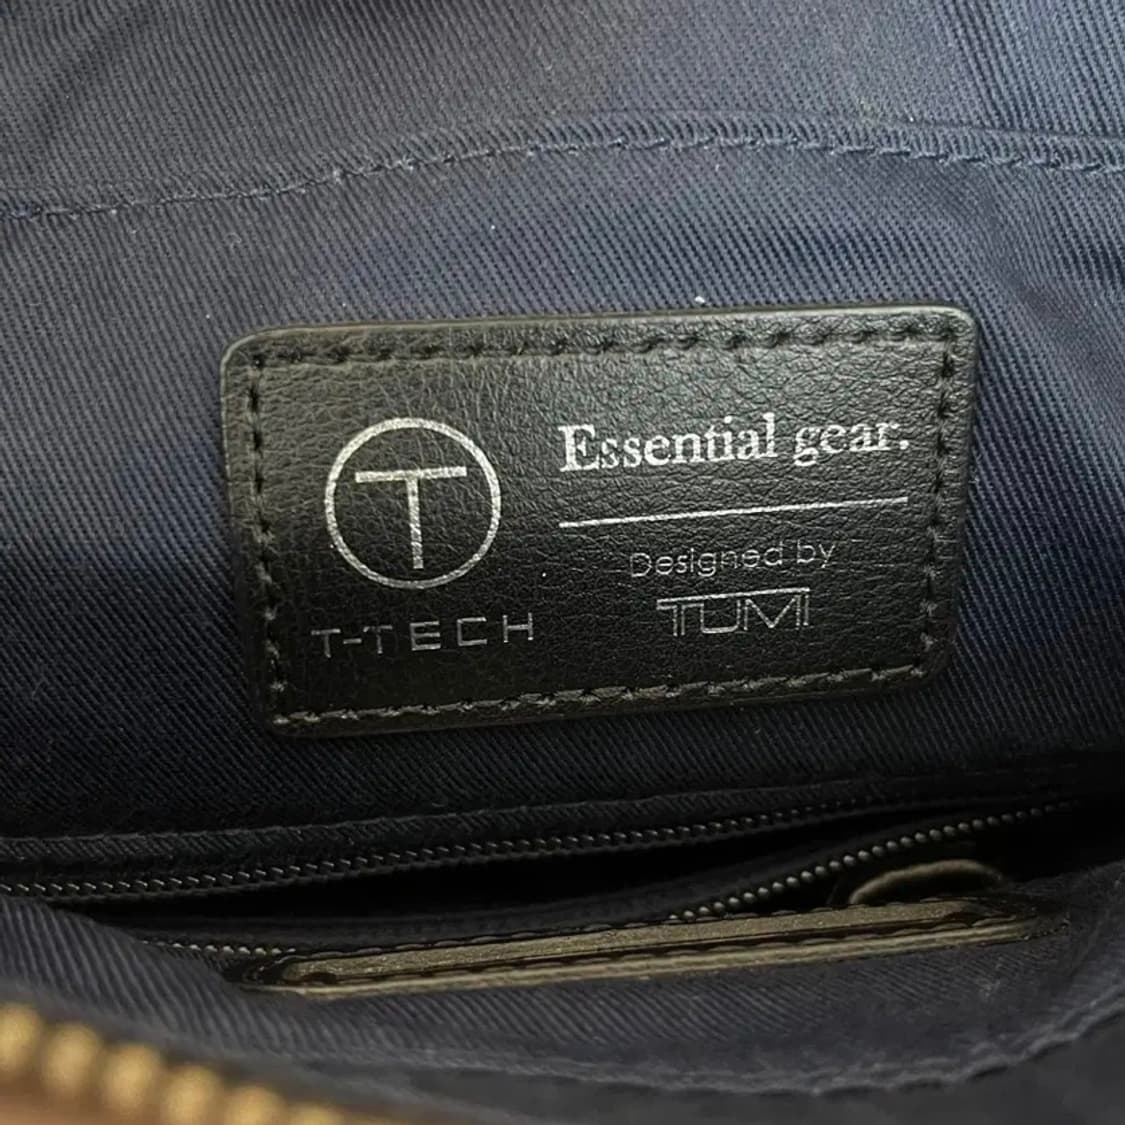 T
T-TECH
Essential gear.
Designed by
TUMI